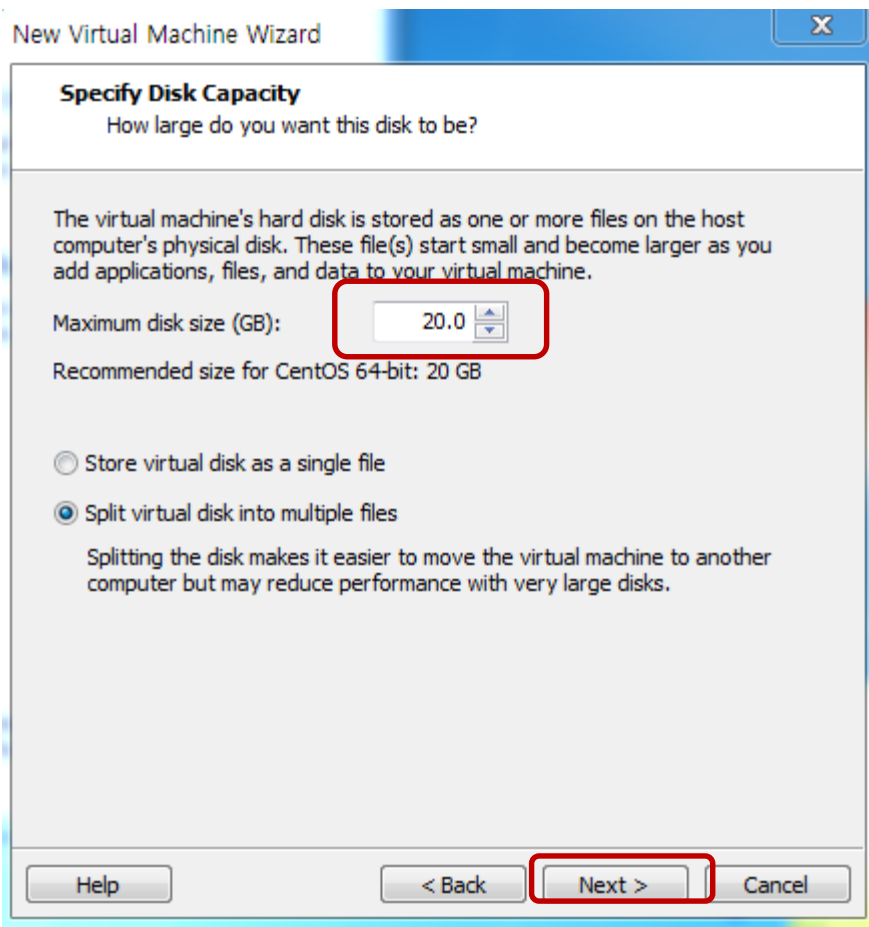 New Virtual Machine Wizard
Specify Disk Capacity
How large do you want this disk to be?
The virtual machine's hard disk is stored as one or more files on the host
computer's physical disk. These file(s) start small and become larger as you
add applications, files, and data to your virtual machine.
Maximum disk size (GB): 20.0
Recommended size for CentOS 64-bit: 20 GB
Store virtual disk as a single file
Split virtual disk into multiple files
Splitting the disk makes it easier to move the virtual machine to another
computer but may reduce performance with very large disks.
Help < Back Next > Cancel